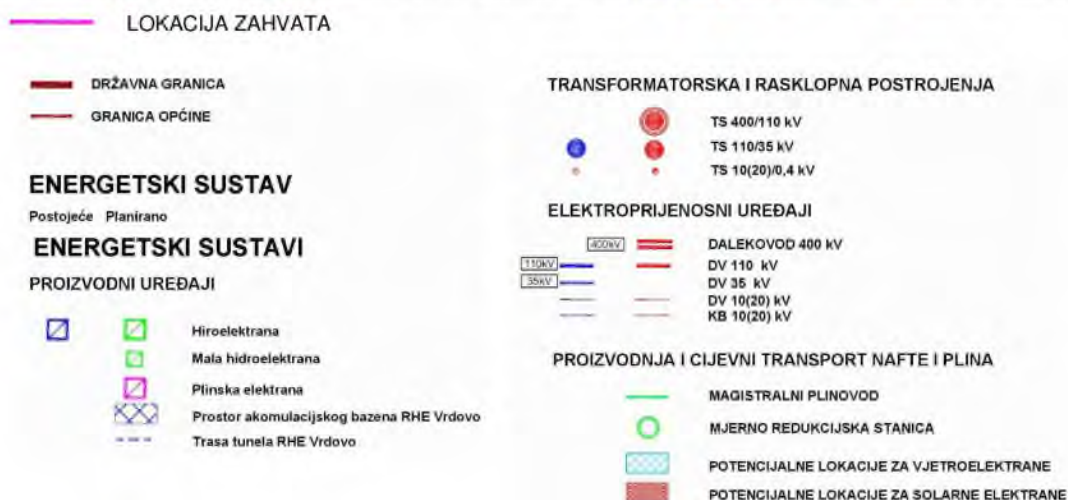 LOKACIJA ZAHVATA
DRŽAVNA GRANICA
GRANICA OPĆINE
ENERGETSKI SUSTAV
Postojeće Planirano
ENERGETSKI SUSTAVI
PROIZVODNI UREĐAJI
Hiroelektrana
Mala hidroelektrana
Plinska elektrana
Prostor akomulacijskog bazena RHE Vrdovo
Trasa tunela RHE Vrdovo
TRANSFORMATORSKA I RASKLOPNA POSTROJENJA
TS 400/110 kV
TS 110/35 kV
TS 10(20)/0,4 kV
ELEKTROPRIJENOSNI UREĐAJI
400kV DALEKOVOD 400 kV
110kV DV 110 kV
35kV DV 35 kV
DV 10(20) kV
KB 10(20) kV
PROIZVODNJA I CIJEVNI TRANSPORT NAFTE I PLINA
MAGISTRALNI PLINOVOD
MJERNO REDUKCIJSKA STANICA
POTENCIJALNE LOKACIJE ZA VJETROELEKTRANE
POTENCIJALNE LOKACIJE ZA SOLARNE ELEKTRANE